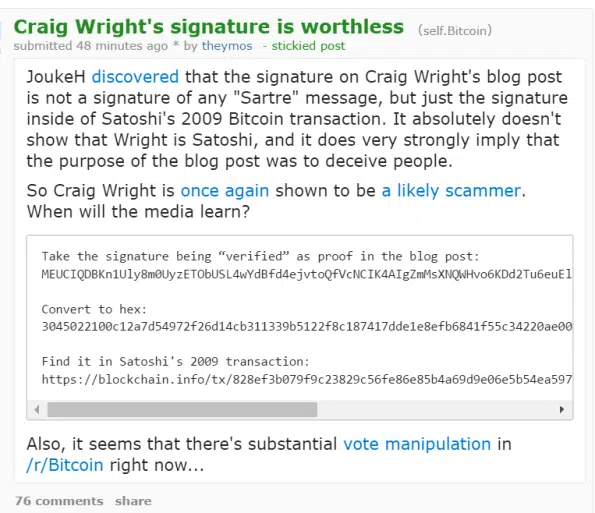 Craig Wright's signature is worthless (self.Bitcoin)
submitted 48 minutes ago * by theymos - stickied post
JoukeH discovered that the signature on Craig Wright's blog post
is not a signature of any "Sartre" message, but just the signature
inside of Satoshi's 2009 Bitcoin transaction. It absolutely doesn't
show that Wright is Satoshi, and it does very strongly imply that
the purpose of the blog post was to deceive people.
So Craig Wright is once again shown to be a likely scammer.
When will the media learn?
Take the signature being “verified” as proof in the blog post:
MEUCIQDBKn1Uly8m0UyzETObUSL4wYdBfd4ejvtoQfVcNCIK4AIgZmMsXNQWHvo6KDd2Tu6euEl
Convert to hex:
3045022100c12a7d54972f26d14cb311339b5122f8c187417dde1e8efb6841f55c34220ae00
Find it in Satoshi's 2009 transaction:
https://blockchain.info/tx/828ef3b079f9c23829c56fe86e85b4a69d9e06e5b54ea597
Also, it seems that there's substantial vote manipulation in
/r/Bitcoin right now...
76 comments share